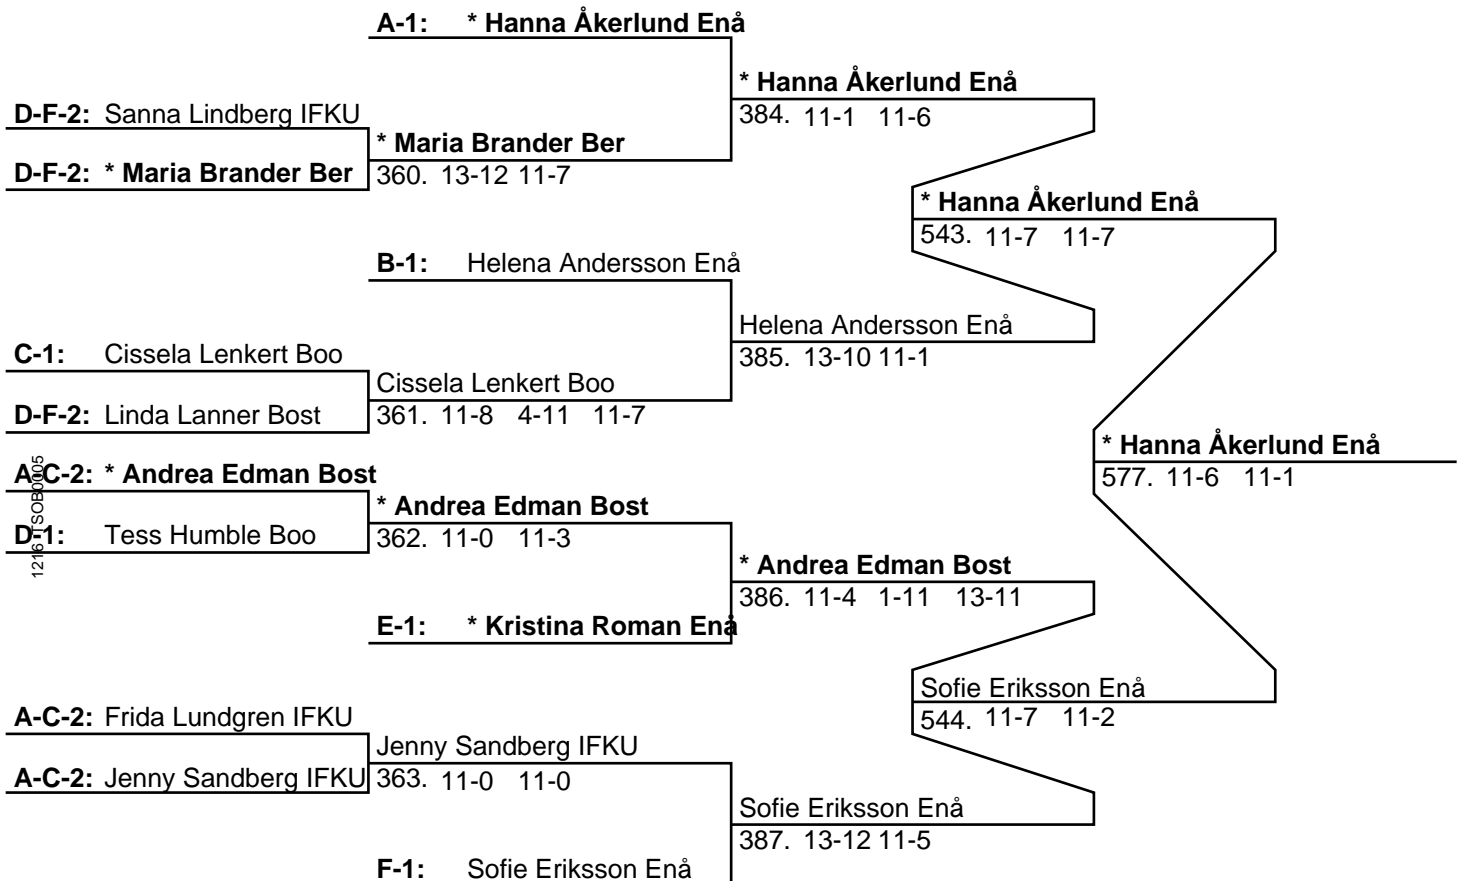 A-1: * Hanna Åkerlund Enå
* Hanna Åkerlund Enå
384. 11-1 11-6
D-F-2: Sanna Lindberg IFKU
* Maria Brander Ber
D-F-2: * Maria Brander Ber
360. 13-12 11-7
* Hanna Åkerlund Enå
543. 11-7 11-7
B-1: Helena Andersson Enå
Helena Andersson Enå
385. 13-10 11-1
C-1: Cissela Lenkert Boo
Cissela Lenkert Boo
D-F-2: Linda Lanner Bost
361. 11-8 4-11 11-7
* Hanna Åkerlund Enå
577. 11-6 11-1
A-C-2: * Andrea Edman Bost
* Andrea Edman Bost
D-1: Tess Humble Boo
362. 11-0 11-3
1216 TSOB0005
* Andrea Edman Bost
386. 11-4 1-11 13-11
E-1: * Kristina Roman Enå
Sofie Eriksson Enå
544. 11-7 11-2
A-C-2: Frida Lundgren IFKU
Jenny Sandberg IFKU
A-C-2: Jenny Sandberg IFKU
363. 11-0 11-0
Sofie Eriksson Enå
387. 13-12 11-5
F-1: Sofie Eriksson Enå